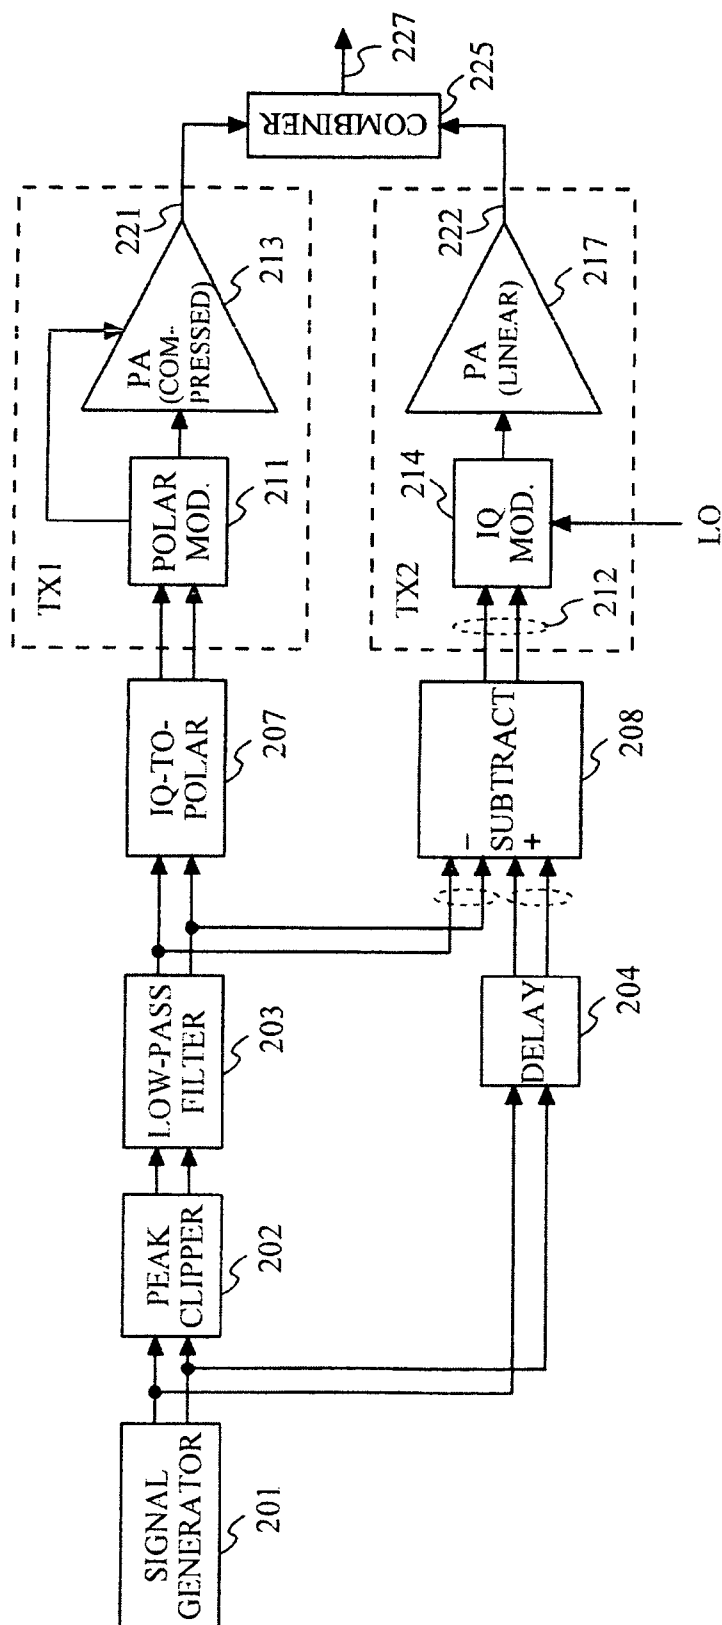 SIGNAL
GENERATOR
201
PEAK
CLIPPER
202
LOW-PASS
FILTER
203
IQ-TO-
POLAR
207
TX1
POLAR
MOD.
211
PA
(COM-
PRESSED)
213
221
COMBINER
225
227
DELAY
204
-
SUBTRACT
+
208
212
TX2
IQ
MOD.
214
LO
PA
(LINEAR)
217
222